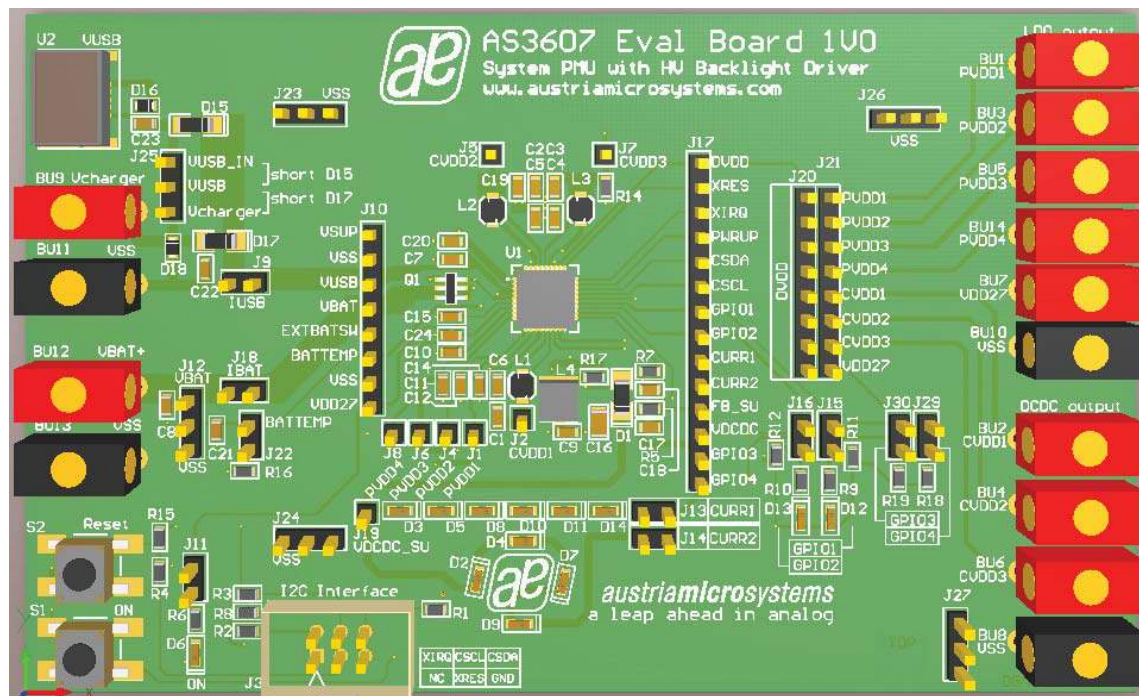 U2 VUSB
AS3607 Eval Board 1V0
System PMU with HV Backlight Driver
www.austriamicrosystems.com
LDO output
BU1
PVDD1
BU3
PVDD2
BU5
PVDD3
BU14
PVDD4
BU7
VDD27
BU10
VSS
DCDC output
BU2
CVDD1
BU4
CVDD2
BU6
CVDD3
BU8
VSS
D16
C23
D15
J23 VSS
J26
VSS
J25
VUSB_IN
VUSB
Vcharger
short D15
short D17
BU9 Vcharger
BU11 VSS
D18
D17
C22
J9
IUSB
BU12 VBAT+
BU13 VSS
J12
VBAT
C8
VSS
C21
J18
IBAT
BATTEMP
J22
R16
J10
VSUP
VSS
VUSB
VBAT
EXTBATSW
BATTEMP
VSS
VDD27
J5
CVDD2
C2 C3
C5 C4
J7
CVDD3
C19
L2
L3
R14
C20
C7
Q1
U1
C15
C24
C10
C14
C11
C12
C6
L1
L4
C1
J2
CVDD1
C9
C16
R17
D1
R7
C17
R5
C18
J8 J6 J4 J1
PVDD4
PVDD3
PVDD2
PVDD1
J17
DVDD
XRES
XIRQ
PWRUP
CSDA
CSCL
GPIO1
GPIO2
CURR1
CURR2
FB_SU
VDCDC
GPIO3
GPIO4
J20
J21
DVDD
PVDD1
PVDD2
PVDD3
PVDD4
CVDD1
CVDD2
CVDD3
VDD27
J16 J15
R12
R11
R10
R9
D13
D12
GPIO1
GPIO2
J30 J29
R19 R18
GPIO3
GPIO4
J24
VSS
J19
VDCDC_SU
D3 D5 D8 D10 D11 D14
D4
D2
D7
D9
J13 CURR1
J14 CURR2
S2 Reset
S1 ON
R15
R4
J11
R6
D6
ON
R3
R8
R2
I2C Interface
J3
R1
XIRQ CSCL CSDA
NC XRES GND
austriamicrosystems
a leap ahead in analog
J27
TOP